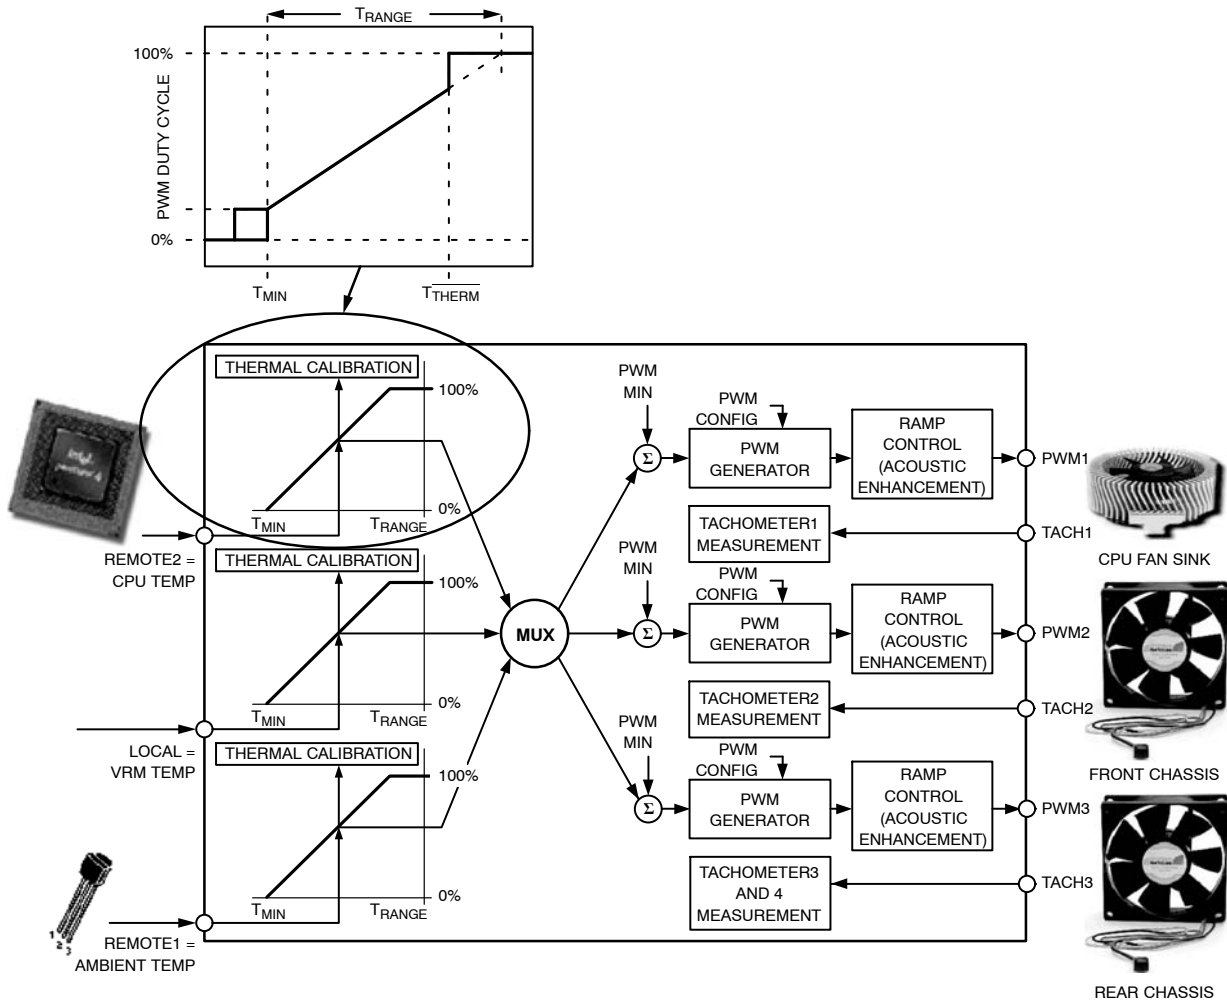 TRANGE
100%
PWM DUTY CYCLE
0%
TMIN
TTHERM
THERMAL CALIBRATION
100%
0%
TMIN
TRANGE
REMOTE2 =
CPU TEMP
THERMAL CALIBRATION
100%
0%
TMIN
TRANGE
LOCAL =
VRM TEMP
THERMAL CALIBRATION
100%
0%
TMIN
TRANGE
REMOTE1 =
AMBIENT TEMP
1
2
3
intel
MUX
PWM
MIN
Σ
PWM
CONFIG
PWM
GENERATOR
RAMP
CONTROL
(ACOUSTIC
ENHANCEMENT)
PWM1
TACHOMETER1
MEASUREMENT
TACH1
CPU FAN SINK
PWM
MIN
Σ
PWM
CONFIG
PWM
GENERATOR
RAMP
CONTROL
(ACOUSTIC
ENHANCEMENT)
PWM2
TACHOMETER2
MEASUREMENT
TACH2
FRONT CHASSIS
PWM
MIN
Σ
PWM
CONFIG
PWM
GENERATOR
RAMP
CONTROL
(ACOUSTIC
ENHANCEMENT)
PWM3
TACHOMETER3
AND 4
MEASUREMENT
TACH3
REAR CHASSIS